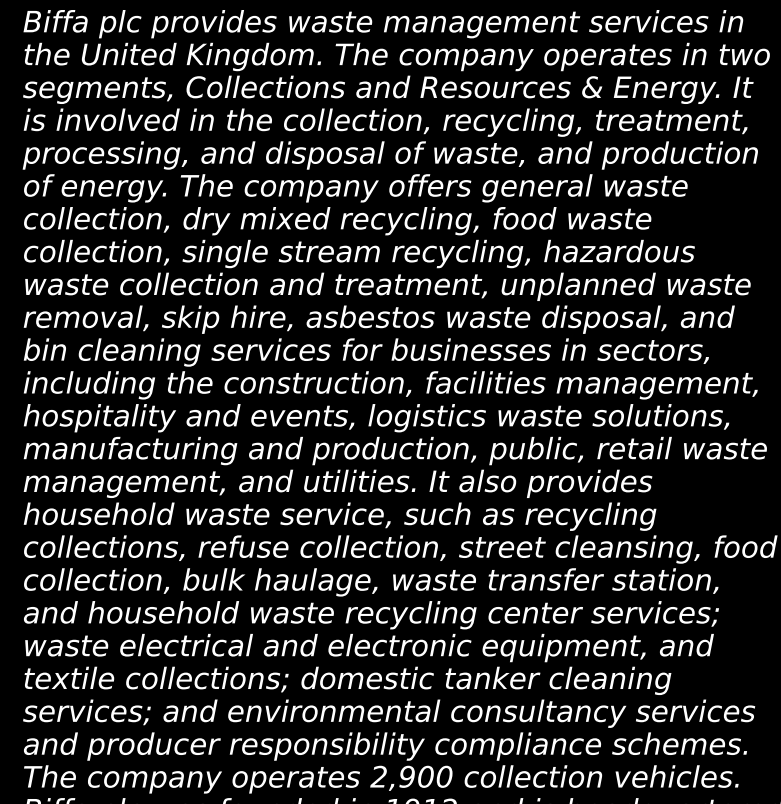 Biffa plc provides waste management services in
the United Kingdom. The company operates in two
segments, Collections and Resources & Energy. It
is involved in the collection, recycling, treatment,
processing, and disposal of waste, and production
of energy. The company offers general waste
collection, dry mixed recycling, food waste
collection, single stream recycling, hazardous
waste collection and treatment, unplanned waste
removal, skip hire, asbestos waste disposal, and
bin cleaning services for businesses in sectors,
including the construction, facilities management,
hospitality and events, logistics waste solutions,
manufacturing and production, public, retail waste
management, and utilities. It also provides
household waste service, such as recycling
collections, refuse collection, street cleansing, food
collection, bulk haulage, waste transfer station,
and household waste recycling center services;
waste electrical and electronic equipment, and
textile collections; domestic tanker cleaning
services; and environmental consultancy services
and producer responsibility compliance schemes.
The company operates 2,900 collection vehicles.